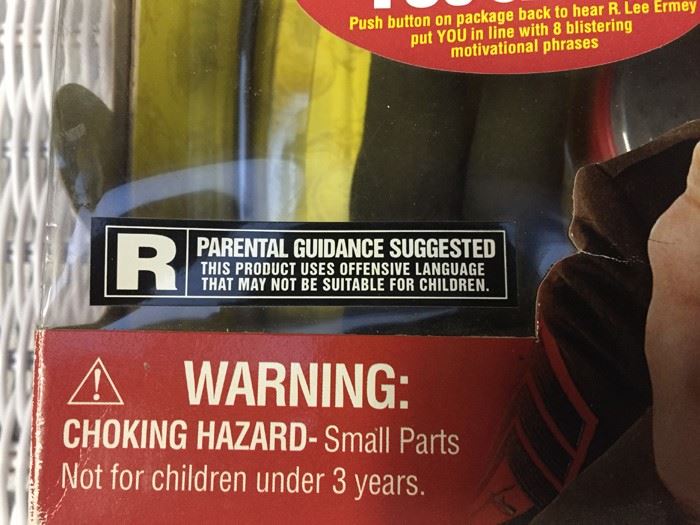 Push button on package back to hear R. Lee Ermey
put YOU in line with 8 blistering
motivational phrases
R PARENTAL GUIDANCE SUGGESTED
THIS PRODUCT USES OFFENSIVE LANGUAGE
THAT MAY NOT BE SUITABLE FOR CHILDREN.
WARNING:
CHOKING HAZARD- Small Parts
Not for children under 3 years.